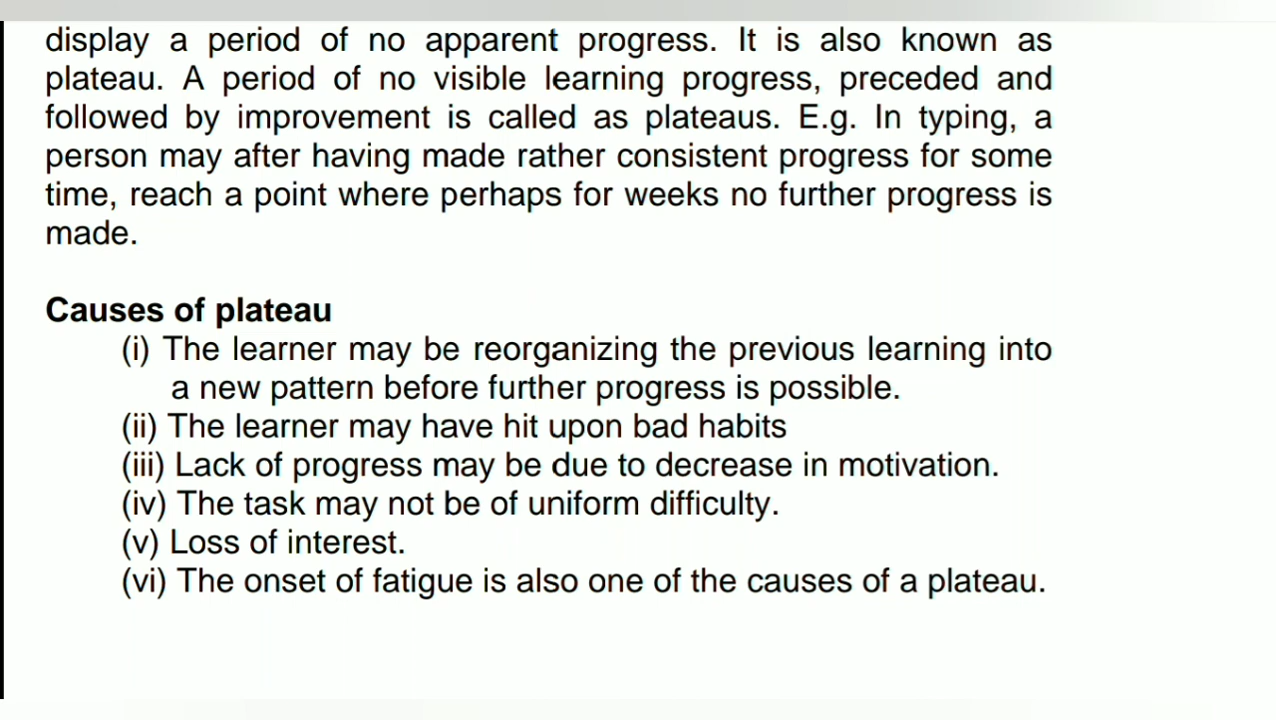 display a period of no apparent progress. It is also known as
plateau. A period of no visible learning progress, preceded and
followed by improvement is called as plateaus. E.g. In typing, a
person may after having made rather consistent progress for some
time, reach a point where perhaps for weeks no further progress is
made.
Causes of plateau
(i) The learner may be reorganizing the previous learning into
a new pattern before further progress is possible.
(ii) The learner may have hit upon bad habits
(iii) Lack of progress may be due to decrease in motivation.
(iv) The task may not be of uniform difficulty.
(v) Loss of interest.
(vi) The onset of fatigue is also one of the causes of a plateau.